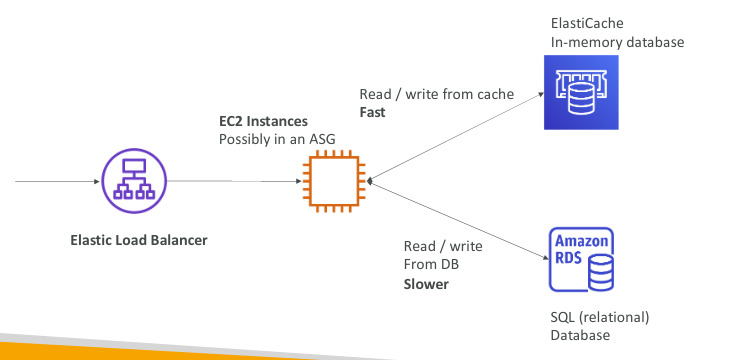 ElastiCache
In-memory database
Read / write from cache
Fast
EC2 Instances
Possibly in an ASG
Elastic Load Balancer
Read / write
From DB
Slower
Amazon
RDS
SQL (relational)
Database